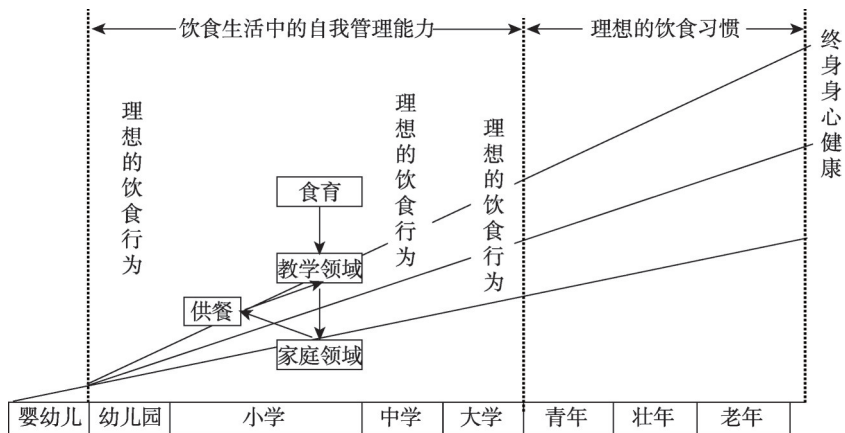 饮食生活中的自我管理能力
理想的饮食习惯
终身身心健康
理想的饮食行为
理想的饮食行为
理想的饮食行为
食育
教学领域
供餐
家庭领域
婴幼儿
幼儿园
小学
中学
大学
青年
壮年
老年